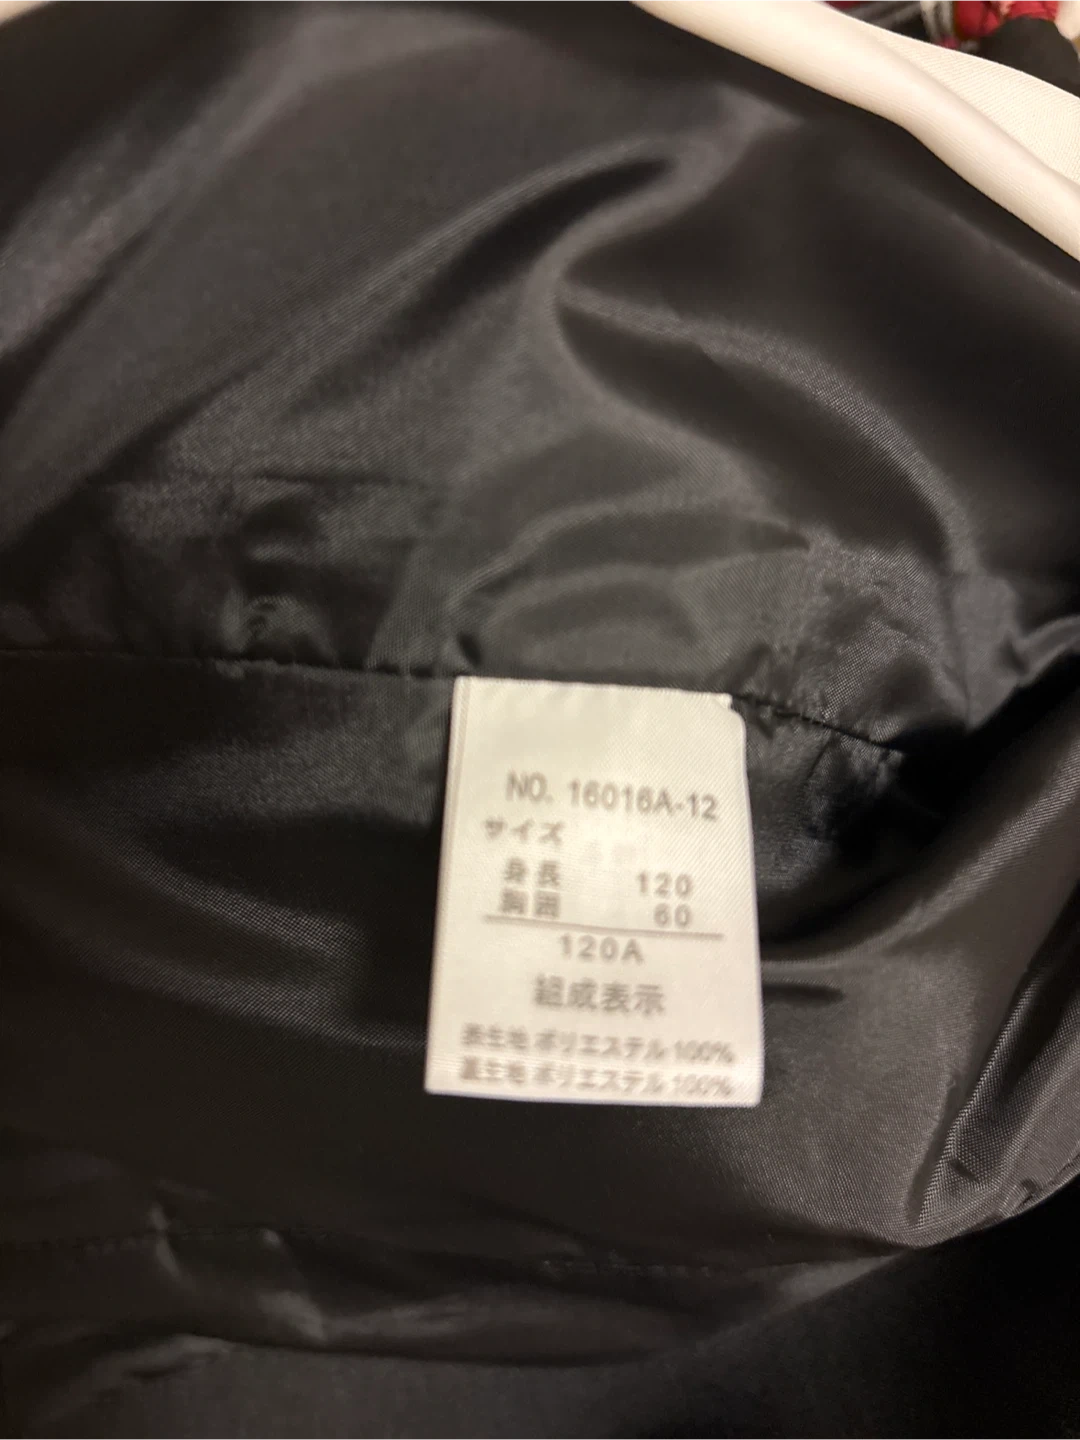 NO. 16016A-12
サイズ
身長 120
胸囲 60
120A
組成表示
表生地 ポリエステル 100%
裏生地 ポリエステル 100%